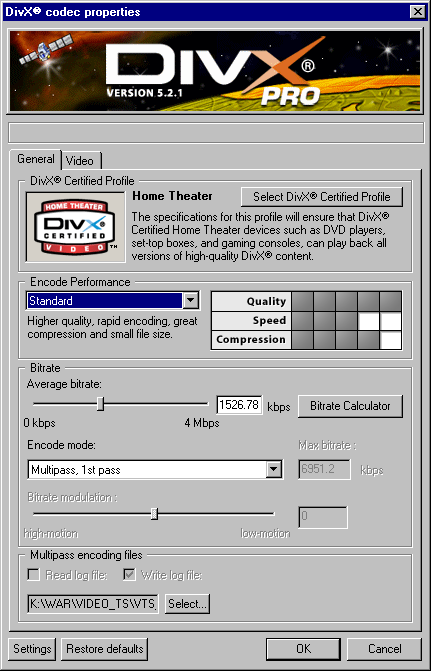 DivX® codec properties
DIVX®
VERSION 5.2.1
PRO
General
Video
DivX® Certified Profile
HOME THEATER
DIVX
CERTIFIED
VIDEO
TM
Home Theater
Select DivX® Certified Profile
The specifications for this profile will ensure that DivX®
Certified Home Theater devices such as DVD players,
set-top boxes, and gaming consoles, can play back all
versions of high-quality DivX® content.
Encode Performance
Standard
Higher quality, rapid encoding, great
compression and small file size.
Quality
Speed
Compression
Bitrate
Average bitrate:
1526.78 kbps
Bitrate Calculator
0 kbps 4 Mbps
Encode mode:
Max bitrate :
Multipass, 1st pass
6951.2 kbps
Bitrate modulation :
0
high-motion low-motion
Multipass encoding files
Read log file: Write log file:
K:\WAR\VIDEO_TS\VTS_
Select...
Settings
Restore defaults
OK
Cancel